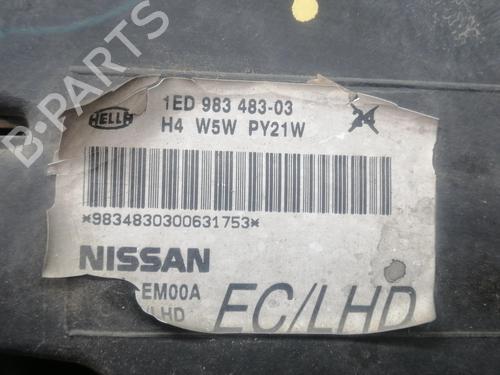 B-PARTS
HELLA
1ED 983 483-03
H4 W5W PY21W
*9834830300631753*
NISSAN
EM00A
/LHD
EC/LHD